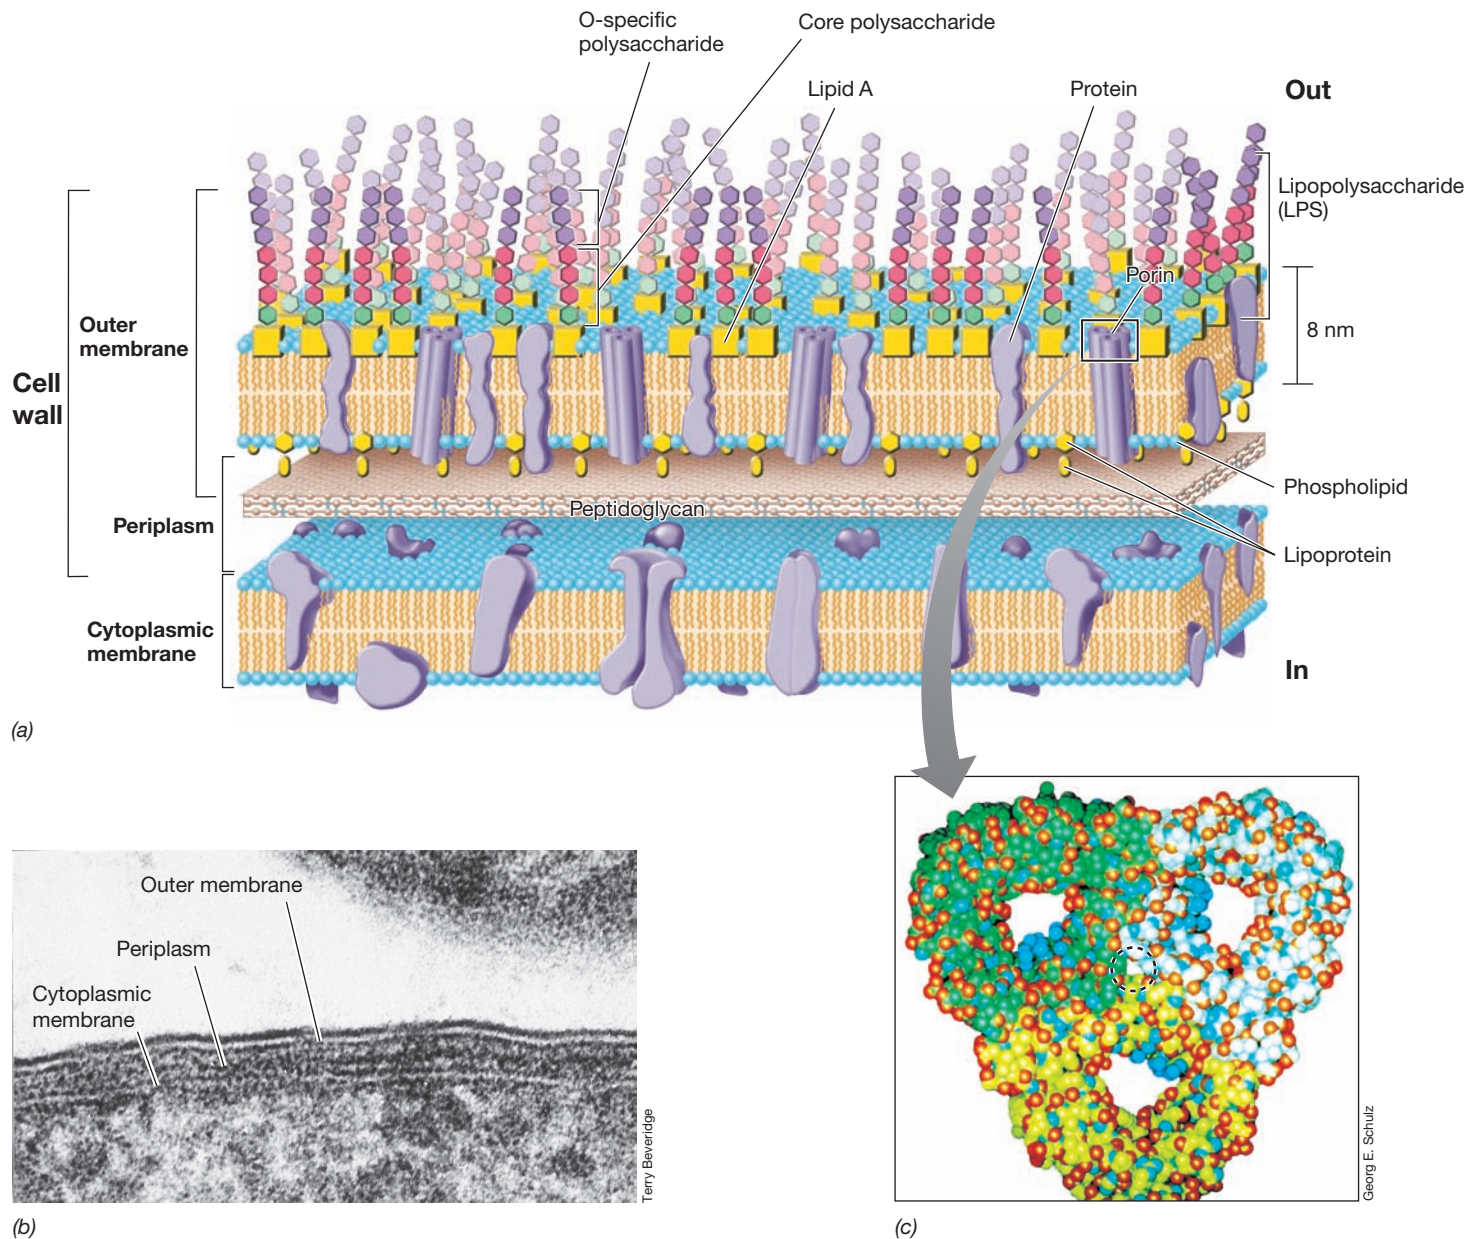 O-specific
polysaccharide
Core polysaccharide
Lipid A
Protein
Out
Lipopolysaccharide
(LPS)
Porin
8 nm
Outer
membrane
Cell
wall
Phospholipid
Peptidoglycan
Periplasm
Lipoprotein
Cytoplasmic
membrane
In
(a)
Outer membrane
Periplasm
Cytoplasmic
membrane
Terry Beveridge
(b)
Georg E. Schulz
(c)